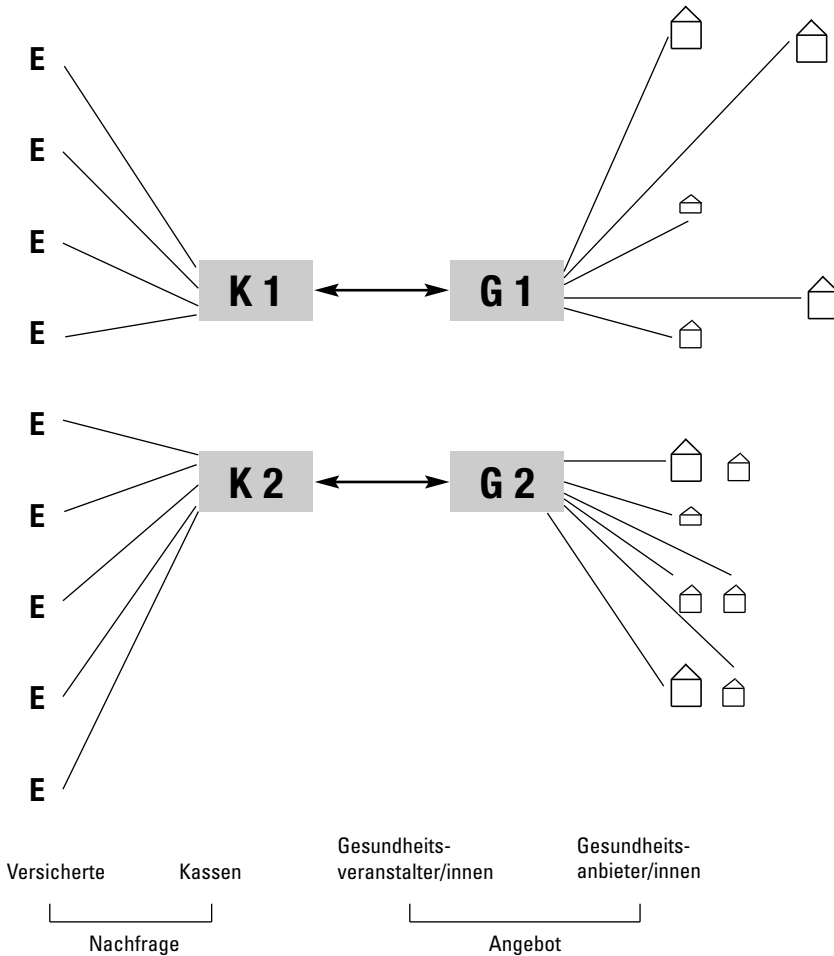 E
E
E
K 1 G 1
E
E
K 2 G 2
E
E
E
E
Gesundheits- Gesundheits-
Versicherte Kassen veranstalter/innen anbieter/innen
Nachfrage Angebot